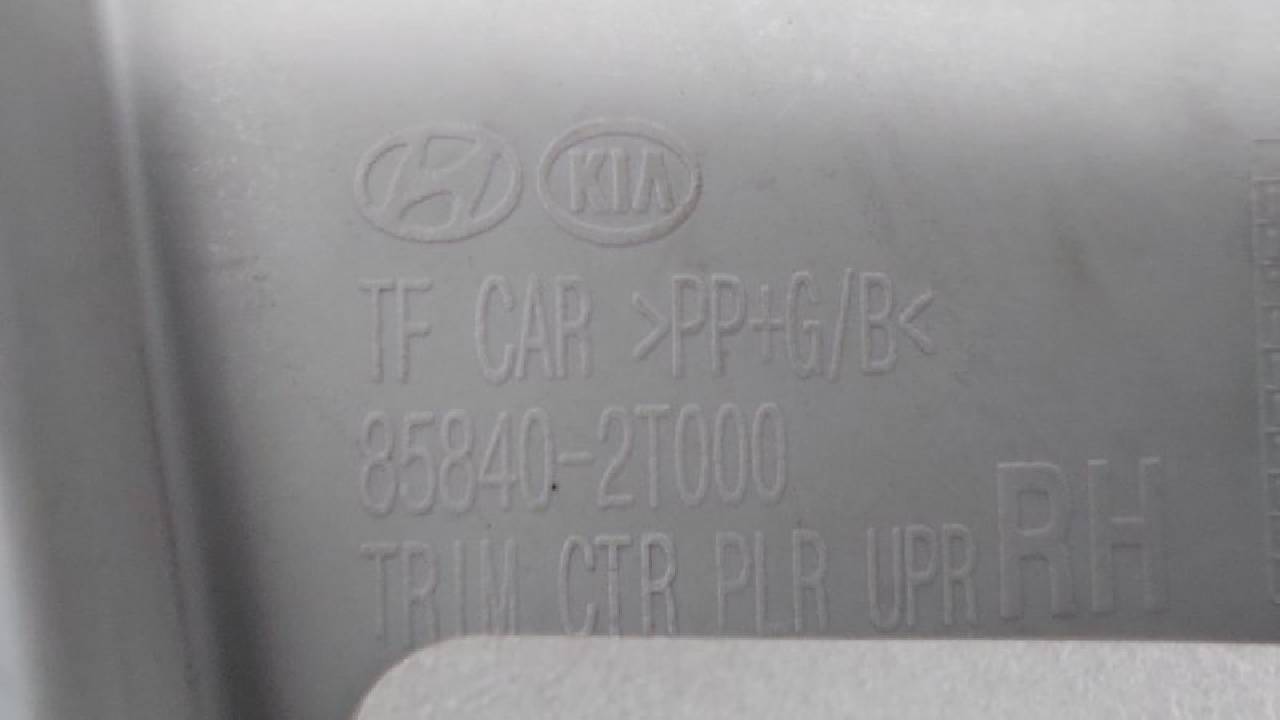 KIA
TF CAR >PP+G/B<
85840-2T000
TRIM CTR PLR UPR RH